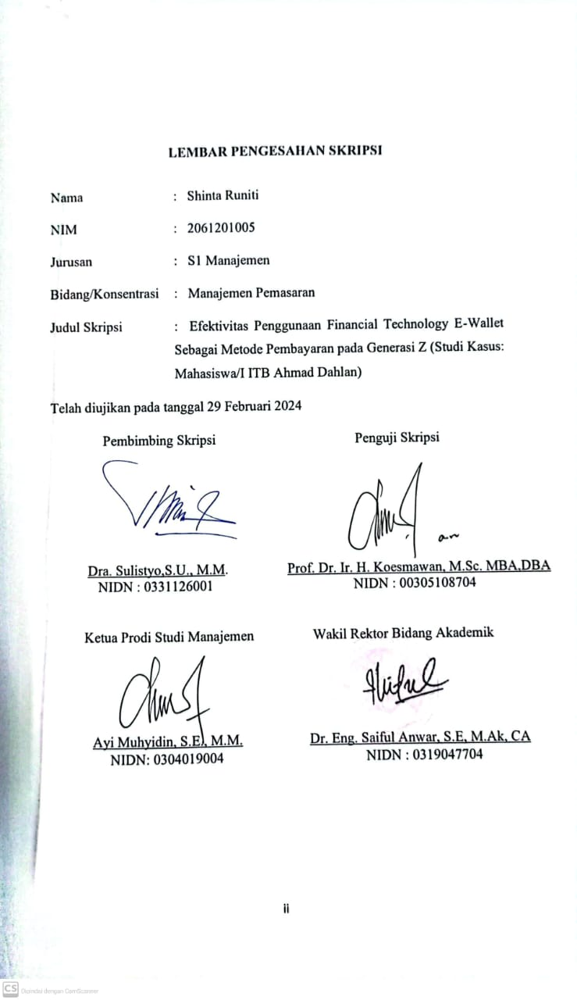 LEMBAR PENGESAHAN SKRIPSI
Nama : Shinta Runiti
NIM : 2061201005
Jurusan : S1 Manajemen
Bidang/Konsentrasi : Manajemen Pemasaran
Judul Skripsi : Efektivitas Penggunaan Financial Technology E-Wallet
Sebagai Metode Pembayaran pada Generasi Z (Studi Kasus:
Mahasiswa/I ITB Ahmad Dahlan)
Telah diujikan pada tanggal 29 Februari 2024
Pembimbing Skripsi Penguji Skripsi
an
Dra. Sulistyo,S.U., M.M. Prof. Dr. Ir. H. Koesmawan, M.Sc. MBA,DBA
NIDN : 0331126001 NIDN : 00305108704
Ketua Prodi Studi Manajemen Wakil Rektor Bidang Akademik
Ayi Muhyidin, S.E), M.M. Dr. Eng. Saiful Anwar, S.E, M.Ak, CA
NIDN: 0304019004 NIDN : 0319047704
ii
CS Dipindai dengan CamScanner